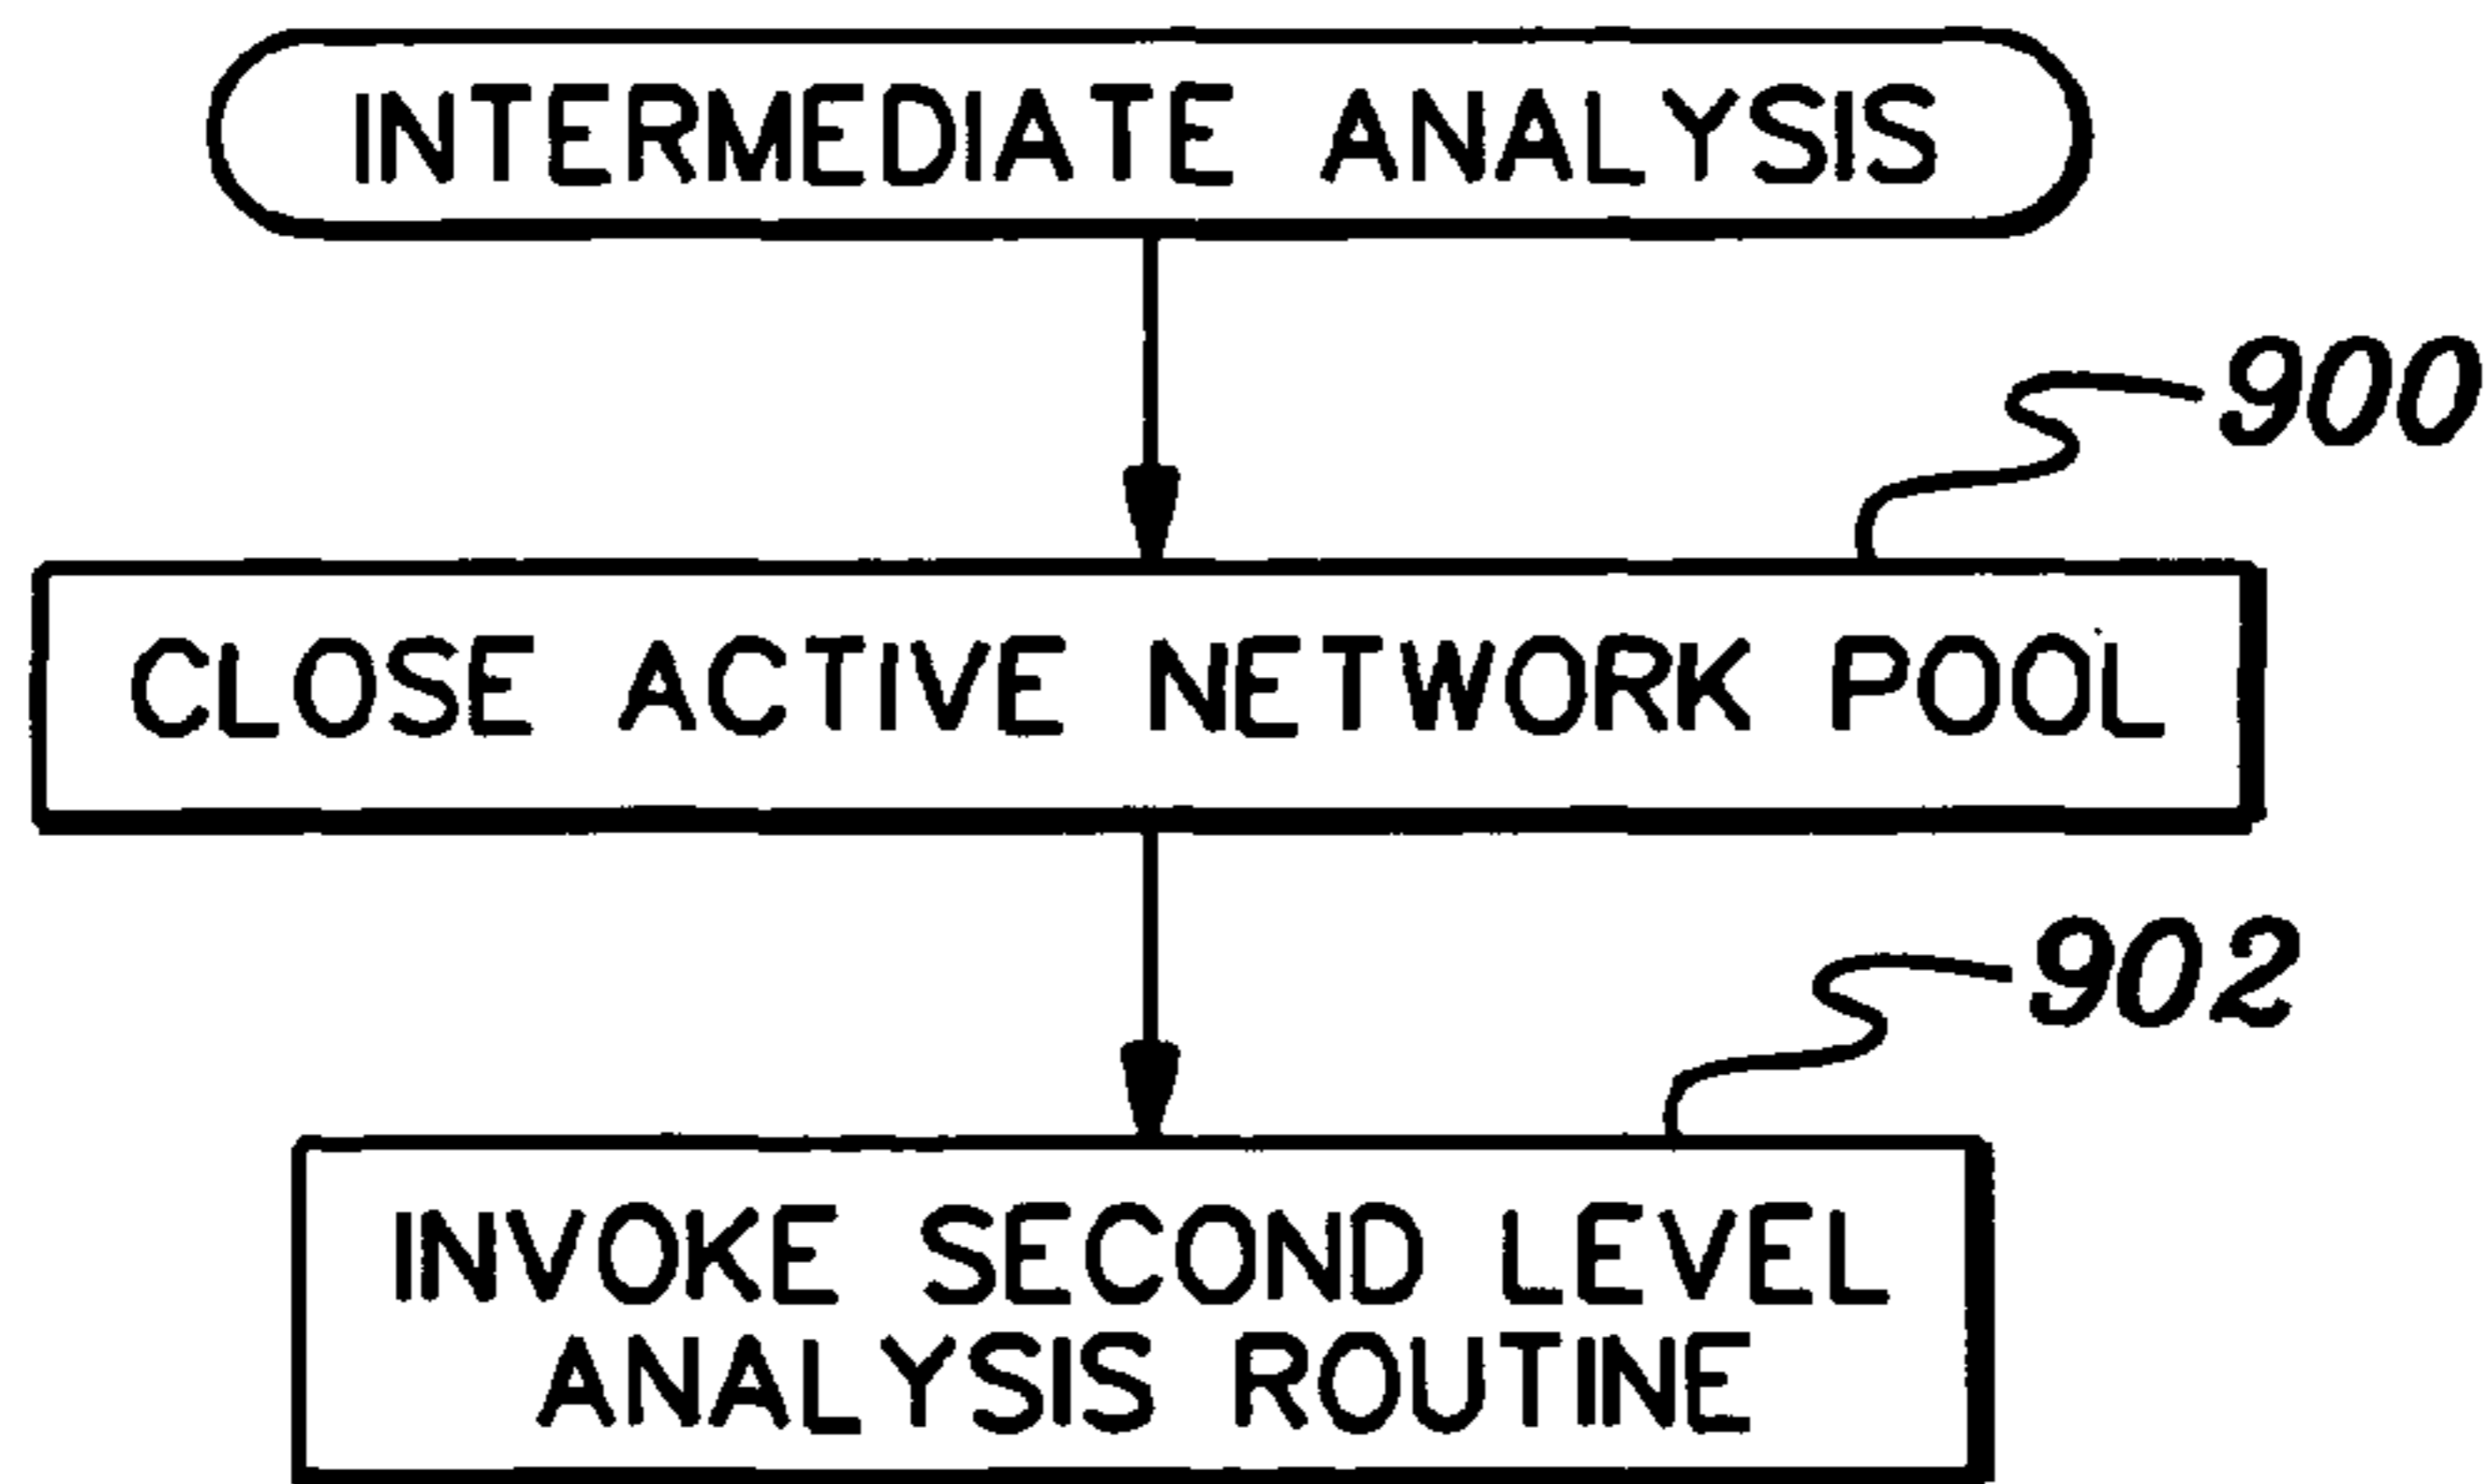 INTERMEDIATE ANALYSIS
900
CLOSE ACTIVE NETWORK POOL
902
INVOKE SECOND LEVEL
ANALYSIS ROUTINE